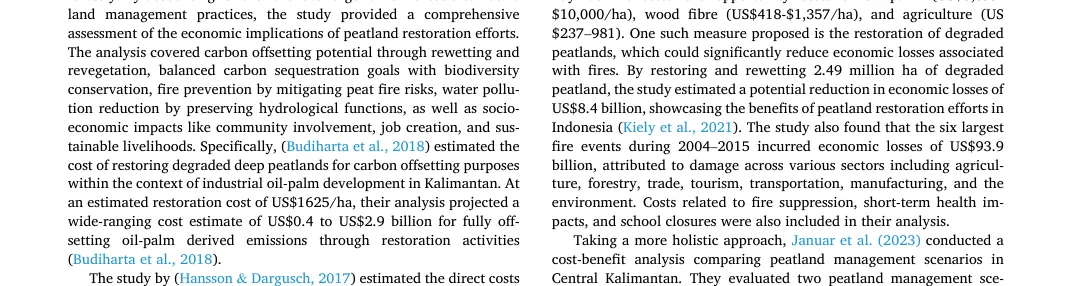 land management practices, the study provided a comprehensive
assessment of the economic implications of peatland restoration efforts.
The analysis covered carbon offsetting potential through rewetting and
revegetation, balanced carbon sequestration goals with biodiversity
conservation, fire prevention by mitigating peat fire risks, water pollu-
tion reduction by preserving hydrological functions, as well as socio-
economic impacts like community involvement, job creation, and sus-
tainable livelihoods. Specifically, (Budiharta et al., 2018) estimated the
cost of restoring degraded deep peatlands for carbon offsetting purposes
within the context of industrial oil-palm development in Kalimantan. At
an estimated restoration cost of US$1625/ha, their analysis projected a
wide-ranging cost estimate of US$0.4 to US$2.9 billion for fully off-
setting oil-palm derived emissions through restoration activities
(Budiharta et al., 2018).
The study by (Hansson & Dargusch, 2017) estimated the direct costs
$10,000/ha), wood fibre (US$418-$1,357/ha), and agriculture (US
$237–981). One such measure proposed is the restoration of degraded
peatlands, which could significantly reduce economic losses associated
with fires. By restoring and rewetting 2.49 million ha of degraded
peatland, the study estimated a potential reduction in economic losses of
US$8.4 billion, showcasing the benefits of peatland restoration efforts in
Indonesia (Kiely et al., 2021). The study also found that the six largest
fire events during 2004–2015 incurred economic losses of US$93.9
billion, attributed to damage across various sectors including agricul-
ture, forestry, trade, tourism, transportation, manufacturing, and the
environment. Costs related to fire suppression, short-term health im-
pacts, and school closures were also included in their analysis.
Taking a more holistic approach, Januar et al. (2023) conducted a
cost-benefit analysis comparing peatland management scenarios in
Central Kalimantan. They evaluated two peatland management sce-